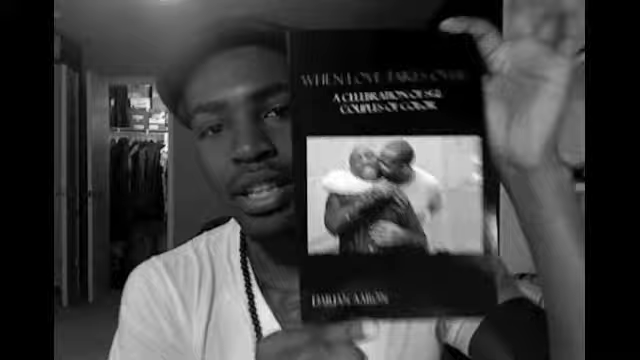 WHEN LOVE TAKES OVER
A CELEBRATION OF SGL
COUPLES OF COLOR
DARIAN AARON